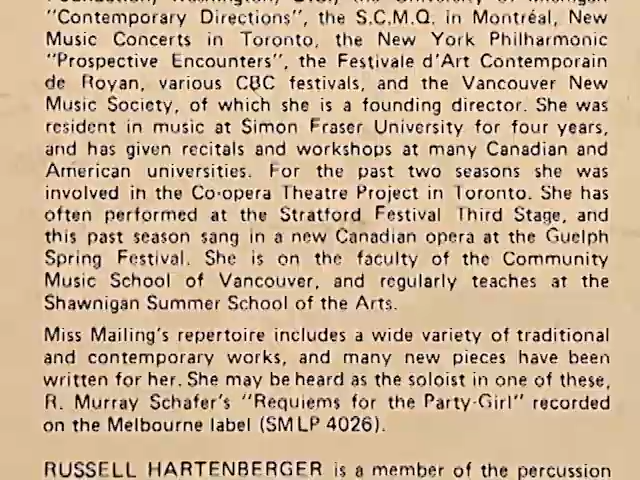 "Contemporary Directions", the S.C.M.Q. in Montréal, New
Music Concerts in Toronto, the New York Philharmonic
"Prospective Encounters", the Festivale d'Art Contemporain
de Royan, various CBC festivals, and the Vancouver New
Music Society, of which she is a founding director. She was
resident in music at Simon Fraser University for four years,
and has given recitals and workshops at many Canadian and
American universities. For the past two seasons she was
involved in the Co-opera Theatre Project in Toronto. She has
often performed at the Stratford Festival Third Stage, and
this past season sang in a new Canadian opera at the Guelph
Spring Festival. She is on the faculty of the Community
Music School of Vancouver, and regularly teaches at the
Shawnigan Summer School of the Arts.
Miss Mailing's repertoire includes a wide variety of traditional
and contemporary works, and many new pieces have been
written for her. She may be heard as the soloist in one of these,
R. Murray Schafer's "Requiems for the Party-Girl" recorded
on the Melbourne label (SMLP 4026).
RUSSELL HARTENBERGER is a member of the percussion